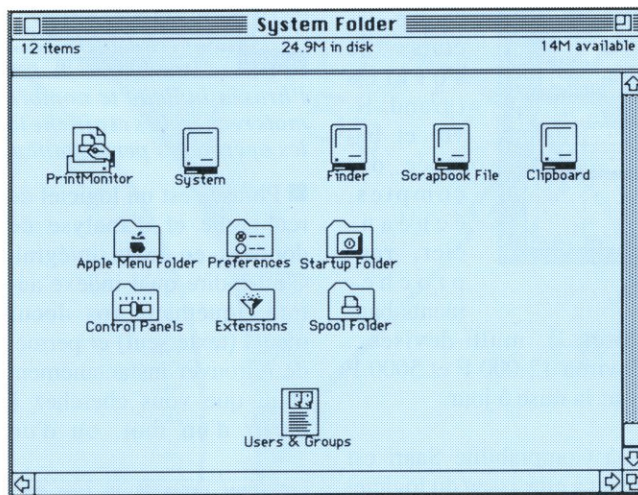 System Folder
12 items 24.9M in disk 14M available
PrintMonitor System Finder Scrapbook File Clipboard
Apple Menu Folder Preferences Startup Folder
Control Panels Extensions Spool Folder
Users & Groups